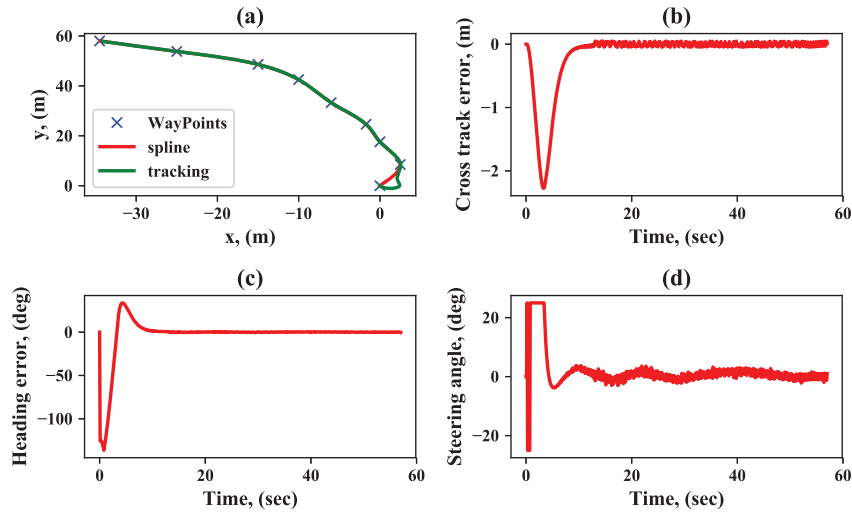 (a)
60
40
20
0
y, (m)
WayPoints
spline
tracking
−30
−20
−10
0
x, (m)
(b)
0
−1
−2
Cross track error, (m)
0
20
40
60
Time, (sec)
(c)
0
−50
−100
Heading error, (deg)
0
20
40
60
Time, (sec)
(d)
20
0
−20
Steering angle, (deg)
0
20
40
60
Time, (sec)